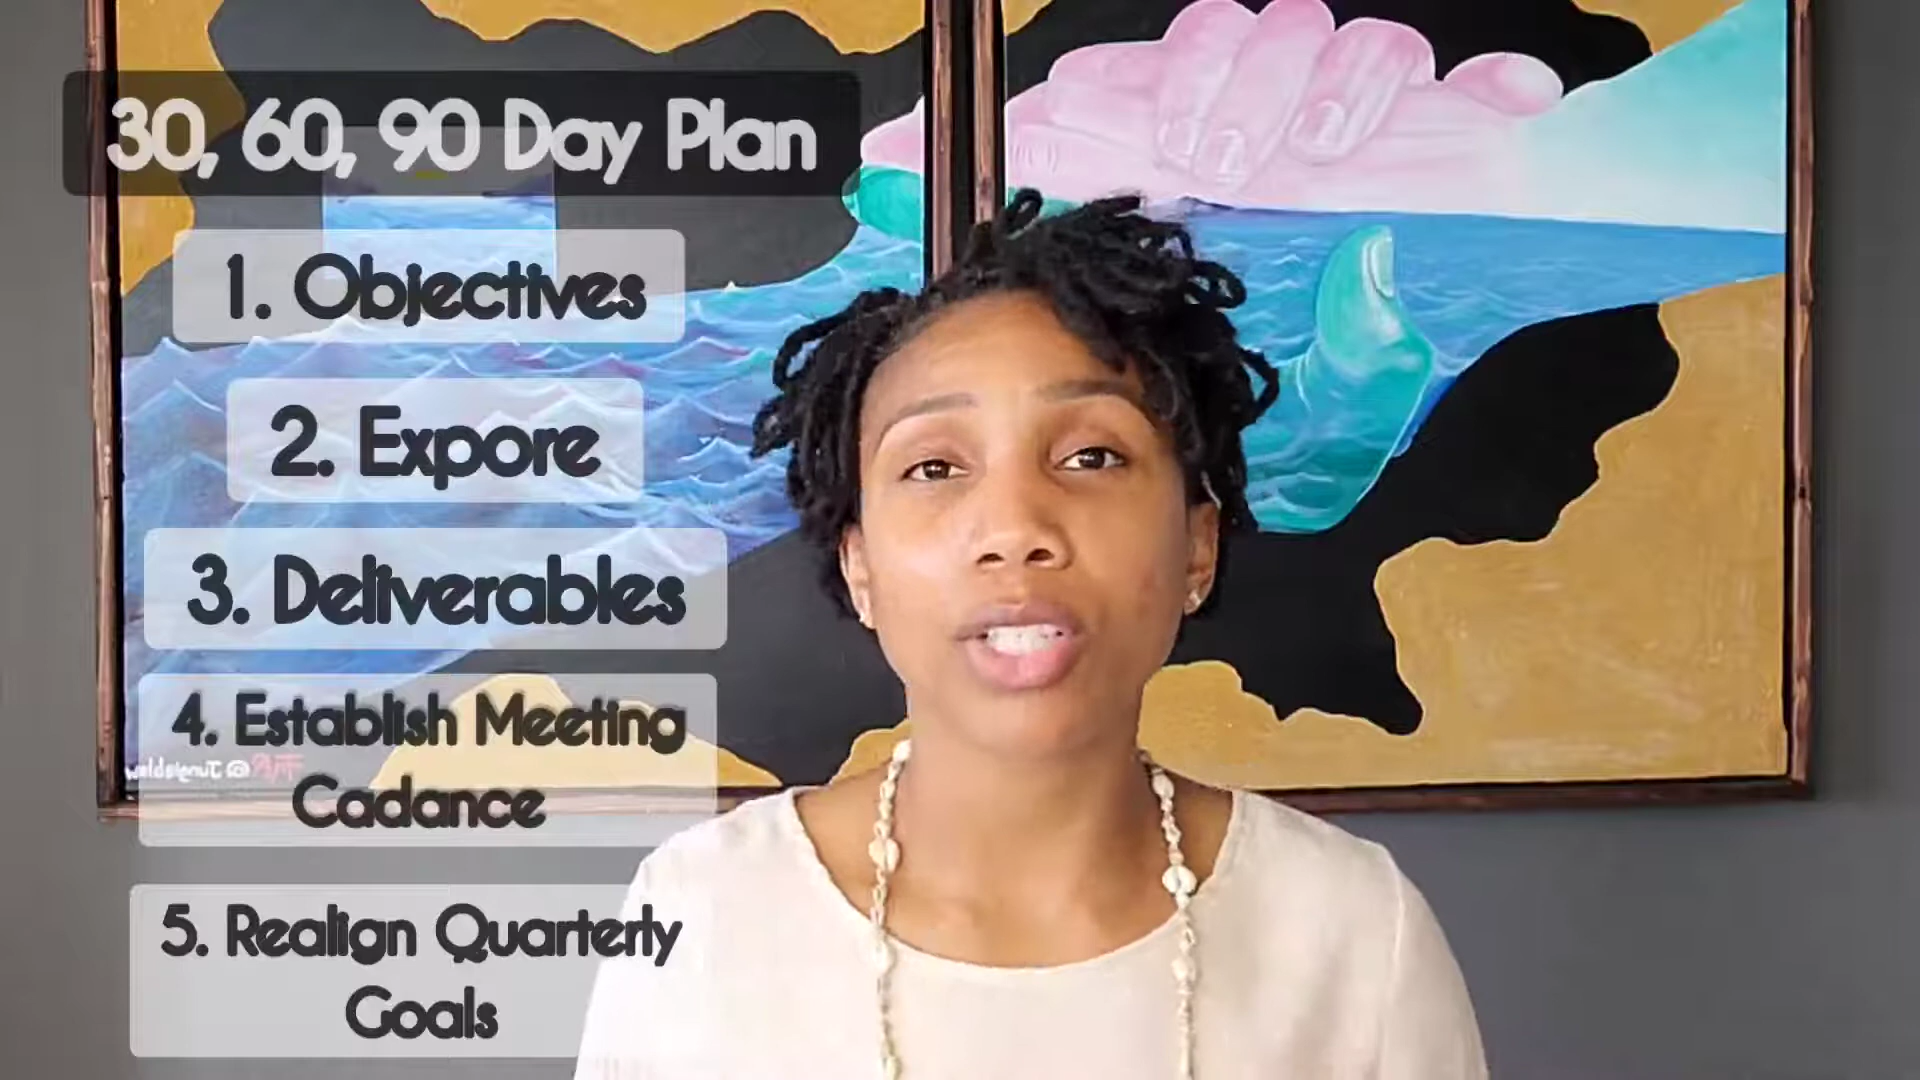 30, 60, 90 Day Plan
1. Objectives
2. Expore
3. Deliverables
4. Establish Meeting
Cadance
5. Realign Quarterly
Goals